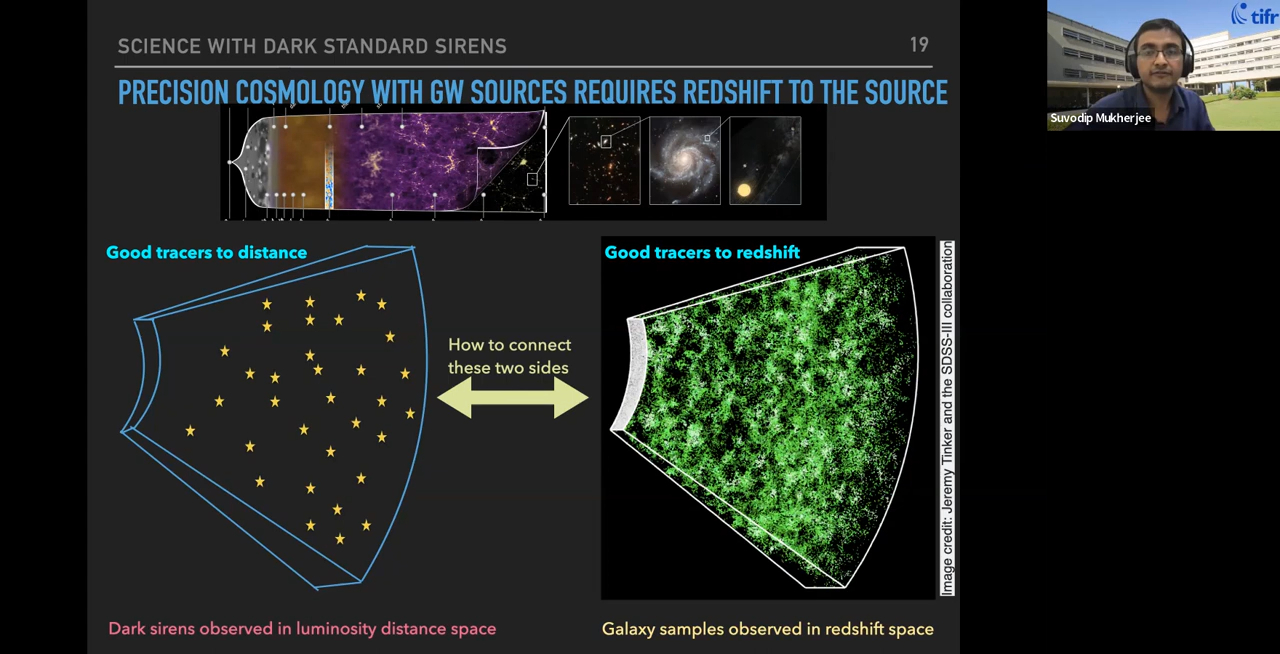 SCIENCE WITH DARK STANDARD SIRENS
19
PRECISION COSMOLOGY WITH GW SOURCES REQUIRES REDSHIFT TO THE SOURCE
Good tracers to distance
Good tracers to redshift
How to connect
these two sides
Image credit: Jeremy Tinker and the SDSS-III collaboration
Dark sirens observed in luminosity distance space
Galaxy samples observed in redshift space
tifr
Suvodip Mukherjee